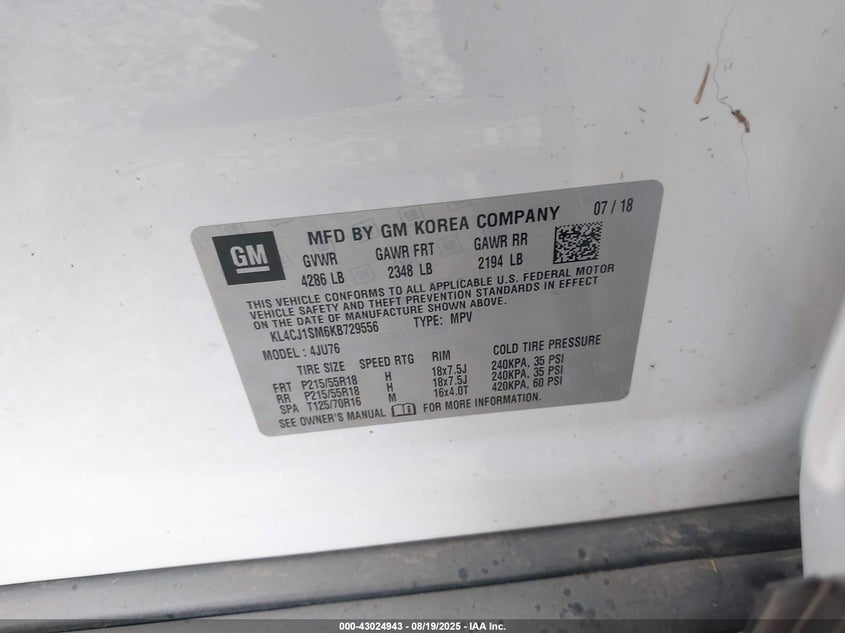 GM
MFD BY GM KOREA COMPANY 07 / 18
GVWR GAWR FRT GAWR RR
4286 LB 2348 LB 2194 LB
THIS VEHICLE CONFORMS TO ALL APPLICABLE U.S. FEDERAL MOTOR
VEHICLE SAFETY AND THEFT PREVENTION STANDARDS IN EFFECT
ON THE DATE OF MANUFACTURE SHOWN ABOVE.
KL4CJ1SM6KB729556 TYPE: MPV
MODEL : 4JU76
TIRE SIZE SPEED RTG RIM COLD TIRE PRESSURE
FRT P215/55R18 H 18x7.5J 240KPA, 35 PSI
RR P215/55R18 H 18x7.5J 240KPA, 35 PSI
SPA T125/70R16 M 16x4.0T 420KPA, 60 PSI
SEE OWNER'S MANUAL FOR MORE INFORMATION.
000-43024943 - 08/19/2025 - IAA Inc.